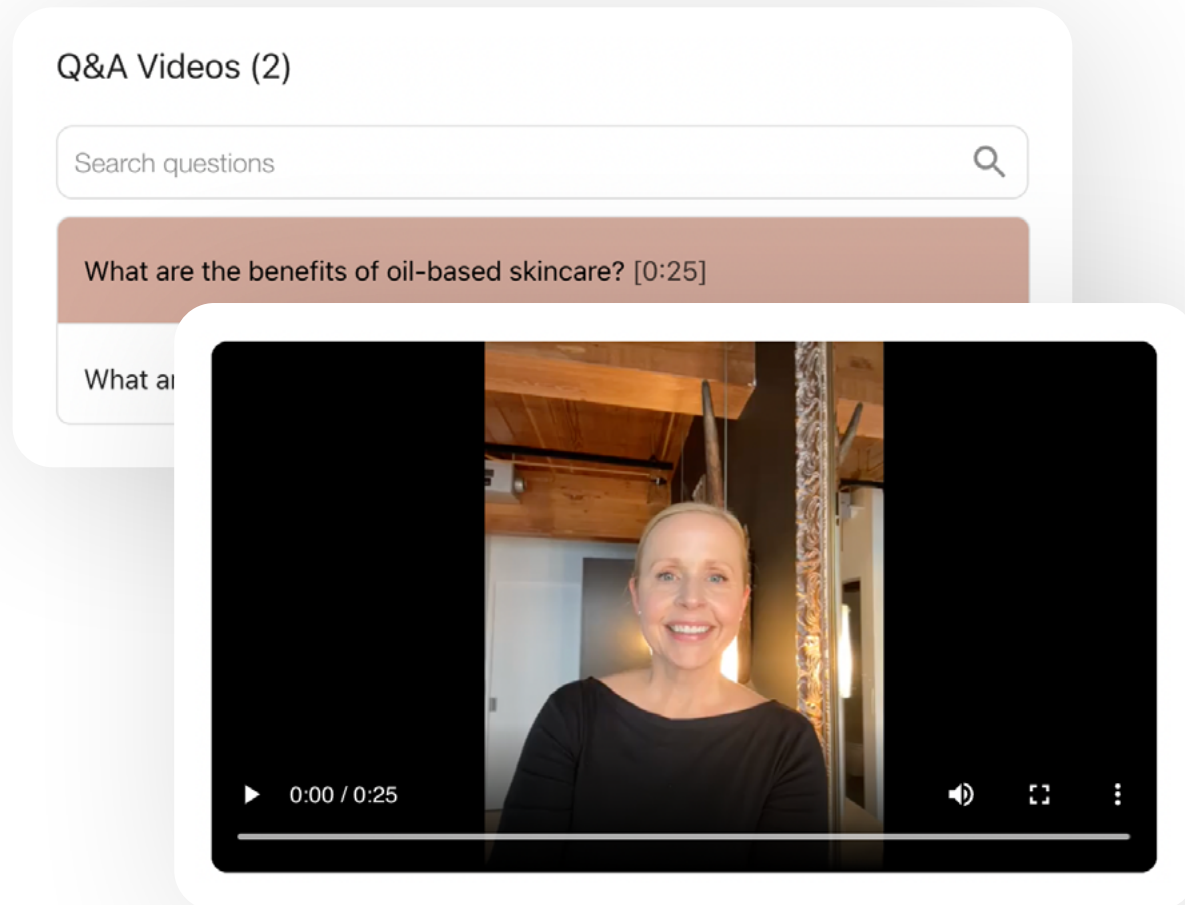 Q&A Videos (2)
Search questions
What are the benefits of oil-based skincare? [0:25]
What
0:00 / 0:25